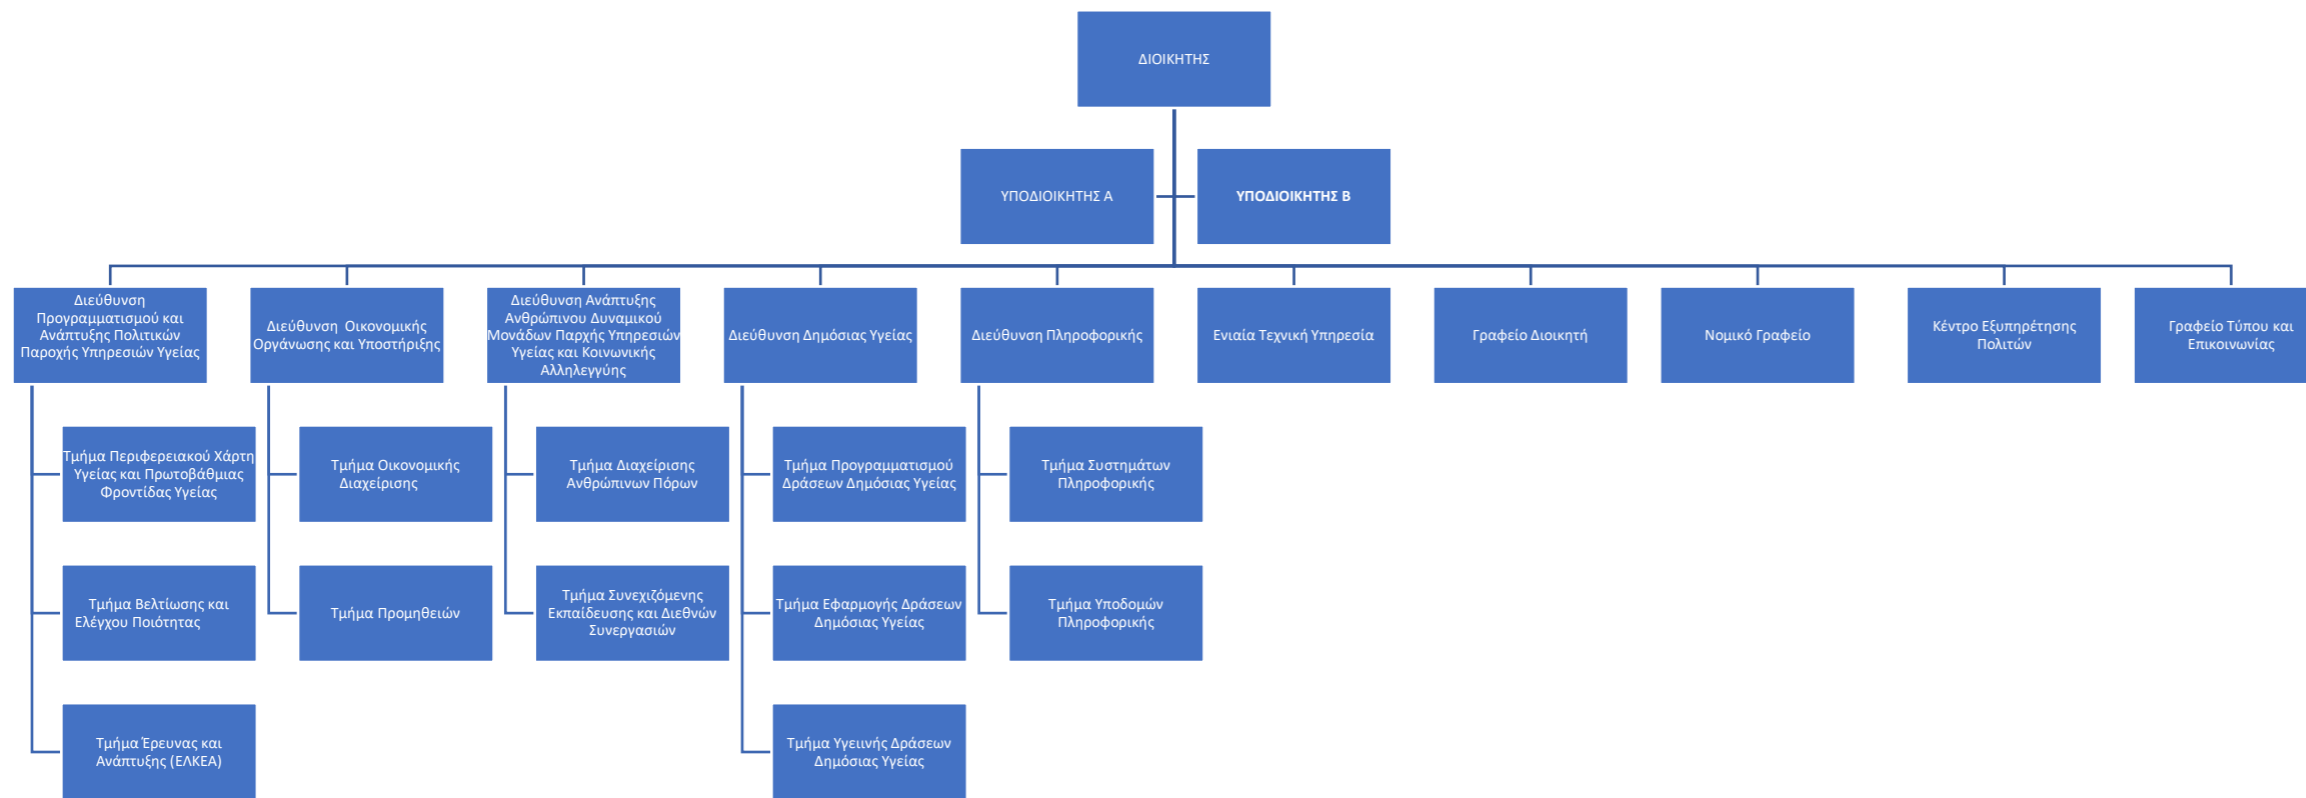 ΔΙΟΙΚΗΤΗΣ
ΥΠΟΔΙΟΙΚΗΤΗΣ Α
ΥΠΟΔΙΟΙΚΗΤΗΣ Β
Διεύθυνση
Προγραμματισμού και
Ανάπτυξης Πολιτικών
Παροχής Υπηρεσιών Υγείας
Διεύθυνση Οικονομικής
Οργάνωσης και Υποστήριξης
Διεύθυνση Ανάπτυξης
Ανθρώπινου Δυναμικού
Μονάδων Παρχής Υπηρεσιών
Υγείας και Κοινωνικής
Αλληλεγγύης
Διεύθυνση Δημόσιας Υγείας
Διεύθυνση Πληροφορικής
Ενιαία Τεχνική Υπηρεσία
Γραφείο Διοικητή
Νομικό Γραφείο
Κέντρο Εξυπηρέτησης
Πολιτών
Γραφείο Τύπου και
Επικοινωνίας
Τμήμα Περιφερειακού Χάρτη
Υγείας και Πρωτοβάθμιας
Φροντίδας Υγείας
Τμήμα Οικονομικής
Διαχείρισης
Τμήμα Διαχείρισης
Ανθρώπινων Πόρων
Τμήμα Προγραμματισμού
Δράσεων Δημόσιας Υγείας
Τμήμα Συστημάτων
Πληροφορικής
Τμήμα Βελτίωσης και
Ελέγχου Ποιότητας
Τμήμα Προμηθειών
Τμήμα Συνεχιζόμενης
Εκπαίδευσης και Διεθνών
Συνεργασιών
Τμήμα Εφαρμογής Δράσεων
Δημόσιας Υγείας
Τμήμα Υποδομών
Πληροφορικής
Τμήμα Έρευνας και
Ανάπτυξης (ΕΛΚΕΑ)
Τμήμα Υγειινής Δράσεων
Δημόσιας Υγείας